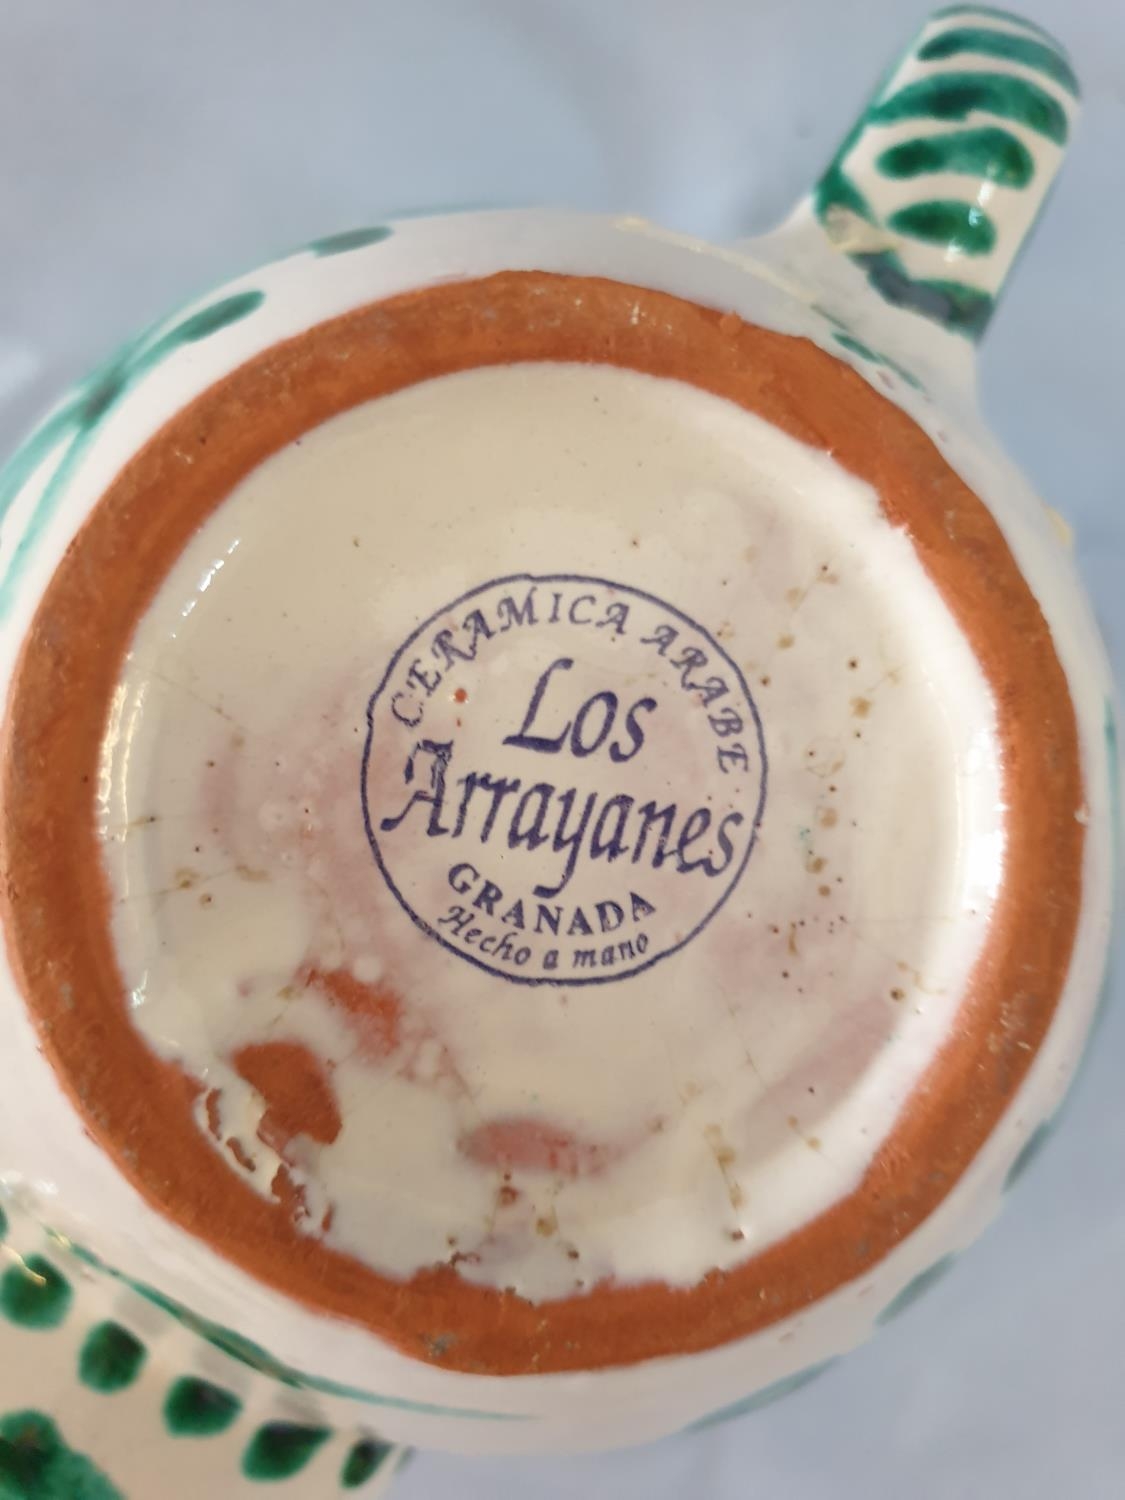 CERAMICA ARABE
Los
Arrayanes
GRANADA
Hecho a mano